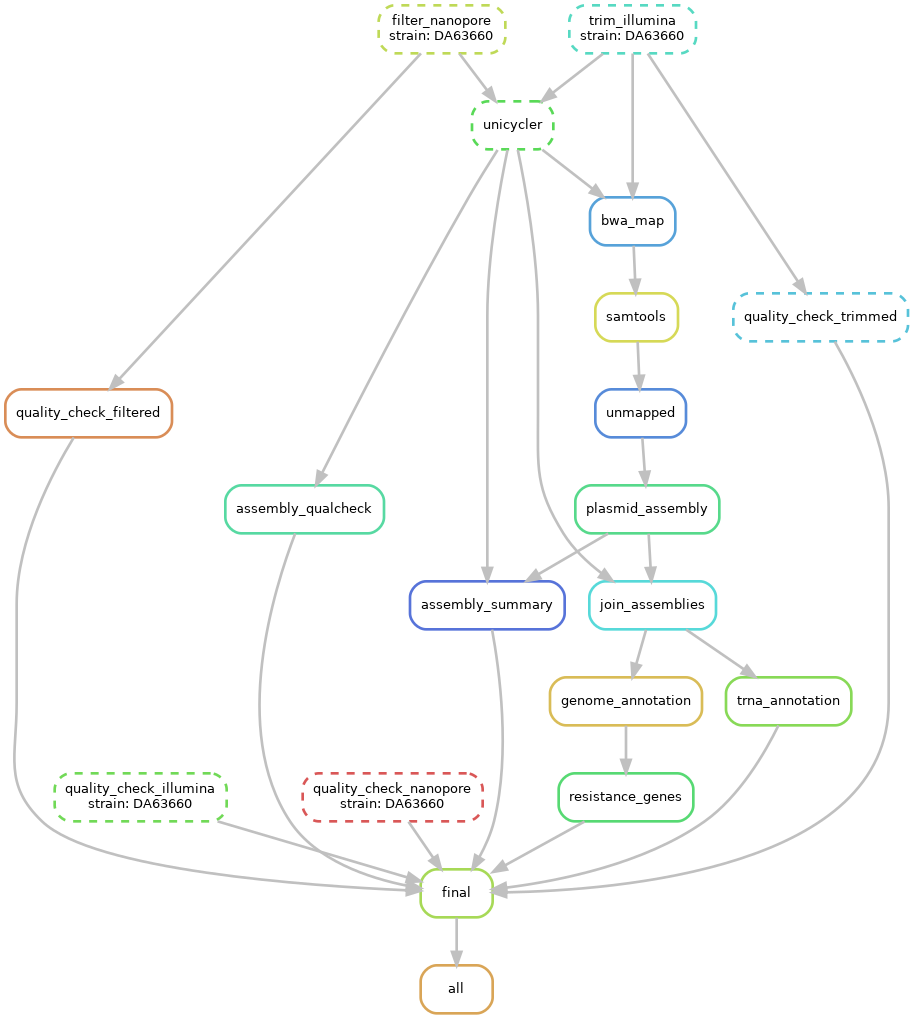 filter_nanopore
strain: DA63660
trim_illumina
strain: DA63660
unicycler
bwa_map
samtools
quality_check_trimmed
quality_check_filtered
unmapped
assembly_qualcheck
plasmid_assembly
assembly_summary
join_assemblies
genome_annotation
trna_annotation
quality_check_illumina
strain: DA63660
quality_check_nanopore
strain: DA63660
resistance_genes
final
all